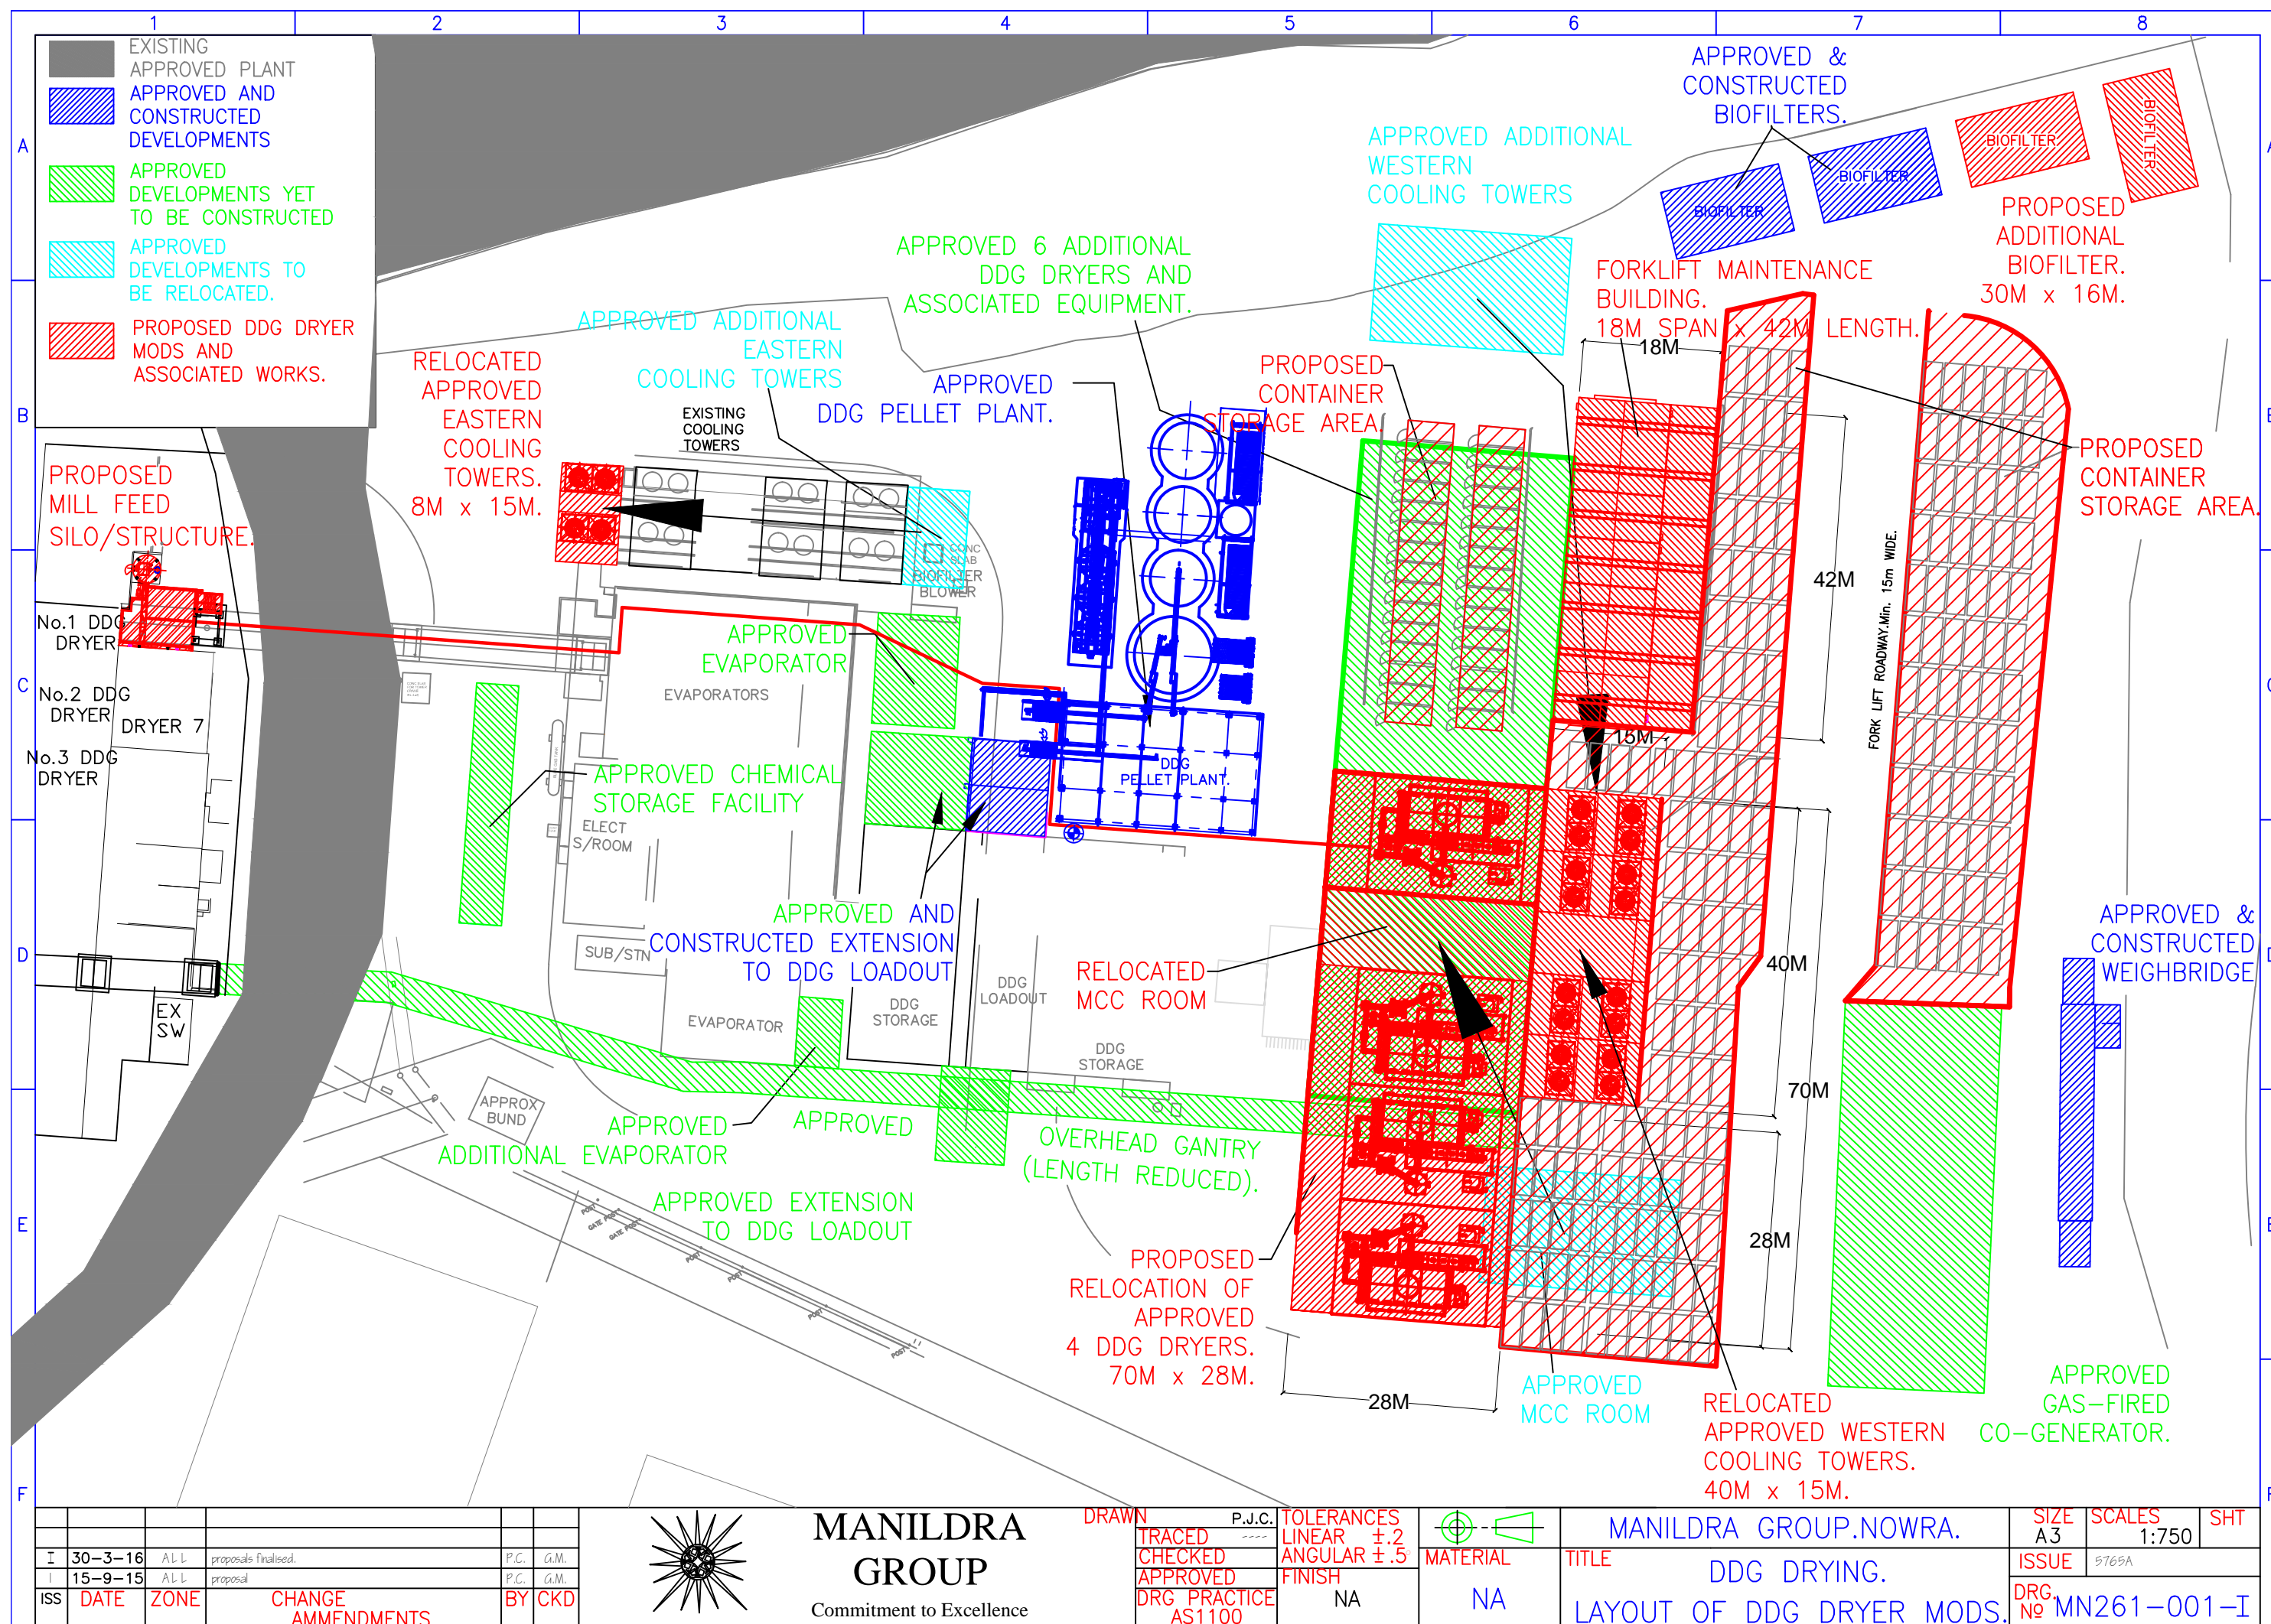 1 2 3 4 5 6 7 8
A
B
C
D
E
F
EXISTING
APPROVED PLANT
APPROVED AND
CONSTRUCTED
DEVELOPMENTS
APPROVED
DEVELOPMENTS YET
TO BE CONSTRUCTED
APPROVED
DEVELOPMENTS TO
BE RELOCATED.
PROPOSED DDG DRYER
MODS AND
ASSOCIATED WORKS.
APPROVED &
CONSTRUCTED
BIOFILTERS.
BIOFILTER
BIOFILTER
BIOFILTER
BIOFILTER
PROPOSED
ADDITIONAL
BIOFILTER.
30M x 16M.
APPROVED ADDITIONAL
WESTERN
COOLING TOWERS
APPROVED 6 ADDITIONAL
DDG DRYERS AND
ASSOCIATED EQUIPMENT.
FORKLIFT MAINTENANCE
BUILDING.
18M SPAN x 42M LENGTH.
18M
APPROVED ADDITIONAL
EASTERN
COOLING TOWERS
RELOCATED
APPROVED
EASTERN
COOLING
TOWERS.
8M x 15M.
EXISTING
COOLING
TOWERS
APPROVED
DDG PELLET PLANT.
PROPOSED
CONTAINER
STORAGE AREA.
PROPOSED
CONTAINER
STORAGE AREA.
PROPOSED
MILL FEED
SILO/STRUCTURE.
CONC
SLAB
BIOFILTER
BLOWER
42M
FORK LIFT ROADWAY.Min. 15m WIDE.
No.1 DDG
DRYER
No.2 DDG
DRYER
DRYER 7
No.3 DDG
DRYER
APPROVED
EVAPORATOR
EVAPORATORS
15M
DDG
PELLET PLANT.
APPROVED CHEMICAL
STORAGE FACILITY
ELECT
S/ROOM
APPROVED AND
CONSTRUCTED EXTENSION
TO DDG LOADOUT
SUB/STN
EVAPORATOR
DDG
STORAGE
DDG
LOADOUT
DDG
STORAGE
RELOCATED
MCC ROOM
40M
70M
28M
APPROVED &
CONSTRUCTED
WEIGHBRIDGE
EX
SW
APPROX
BUND
APPROVED
ADDITIONAL EVAPORATOR
APPROVED
OVERHEAD GANTRY
(LENGTH REDUCED).
APPROVED EXTENSION
TO DDG LOADOUT
POST
GATE POST
GATE POST
POST
POST
POST
POST
PROPOSED
RELOCATION OF
APPROVED
4 DDG DRYERS.
70M x 28M.
28M
APPROVED
MCC ROOM
RELOCATED
APPROVED WESTERN
COOLING TOWERS.
40M x 15M.
APPROVED
GAS-FIRED
CO-GENERATOR.
I 30-3-16 ALL proposals finalised. P.C. G.M.
I 15-9-15 ALL proposal P.C. G.M.
ISS DATE ZONE CHANGE AMMENDMENTS BY CKD
MANILDRA
GROUP
Commitment to Excellence
DRAWN P.J.C.
TRACED ----
CHECKED
APPROVED
DRG PRACTICE
AS1100
TOLERANCES
LINEAR ±.2
ANGULAR ±.5
FINISH
NA
MATERIAL
NA
MANILDRA GROUP.NOWRA.
TITLE
DDG DRYING.
LAYOUT OF DDG DRYER MODS.
SIZE
A3
SCALES
1:750
SHT
ISSUE 5765A
DRG.
Nº MN261-001-I